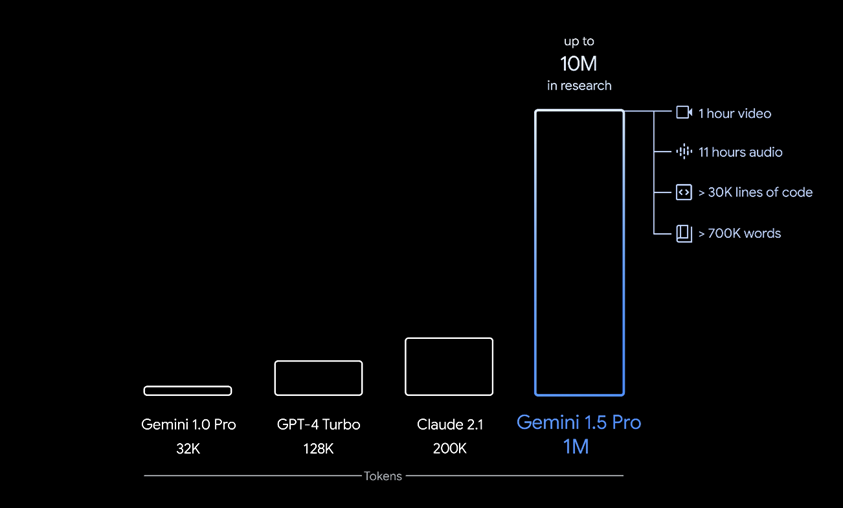 up to
10M
in research
1 hour video
11 hours audio
> 30K lines of code
> 700K words
Gemini 1.0 Pro
32K
GPT-4 Turbo
128K
Claude 2.1
200K
Gemini 1.5 Pro
1M
Tokens